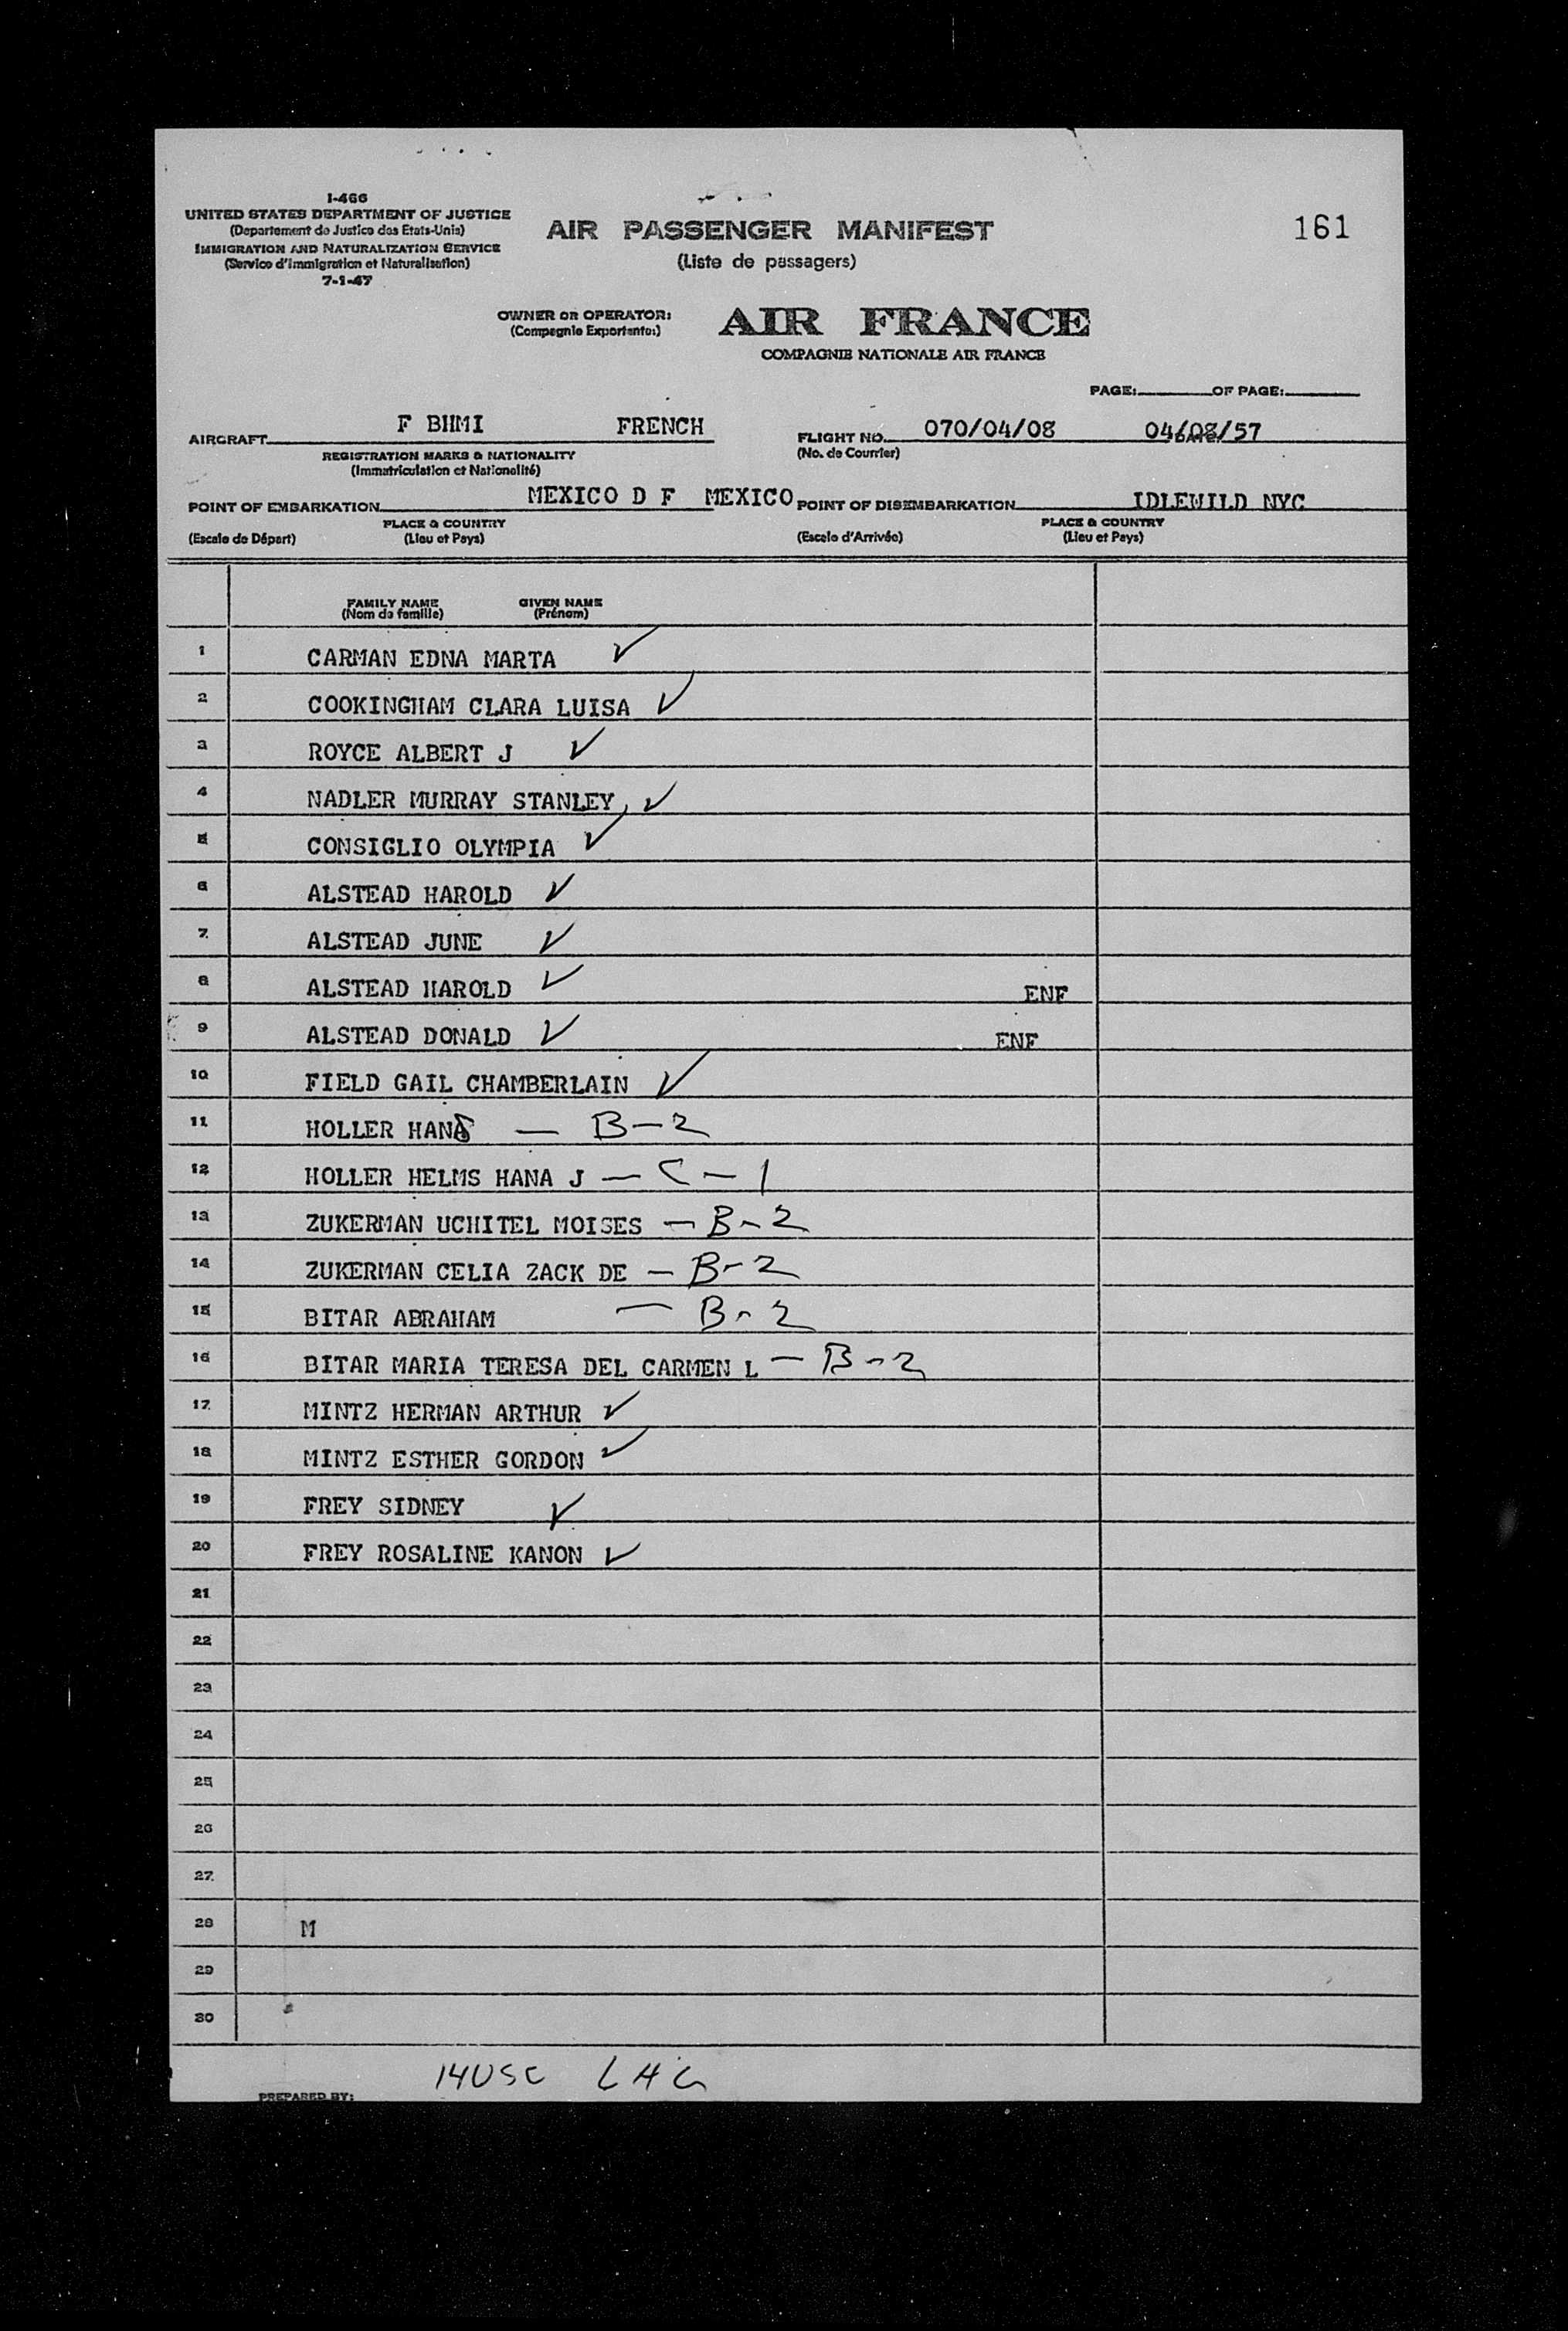 I-466
UNITED STATES DEPARTMENT OF JUSTICE
(Departement de Justice des Etats-Unis)
IMMIGRATION AND NATURALIZATION SERVICE
(Service d'Immigration et Naturalisation)
7-1-47
AIR PASSENGER MANIFEST
(Liste de passagers)
161
OWNER OR OPERATOR:
(Compagnie Exportante:)
AIR FRANCE
COMPAGNIE NATIONALE AIR FRANCE
PAGE: OF PAGE:
AIRCRAFT F BHMI FRENCH FLIGHT NO. 070/04/08 04/08/57
REGISTRATION MARKS & NATIONALITY
(Immatriculation et Nationalité)
(No. de Courrier)
POINT OF EMBARKATION MEXICO D F MEXICO POINT OF DISEMBARKATION IDLEWILD NYC
PLACE & COUNTRY PLACE & COUNTRY
(Escale de Départ) (Lieu et Pays) (Escale d'Arrivée) (Lieu et Pays)
FAMILY NAME GIVEN NAME
(Nom de famille) (Prénom)
1 CARMAN EDNA MARTA ✓
2 COOKINGHAM CLARA LUISA ✓
3 ROYCE ALBERT J ✓
4 NADLER MURRAY STANLEY ✓
5 CONSIGLIO OLYMPIA ✓
6 ALSTEAD HAROLD ✓
7 ALSTEAD JUNE ✓
8 ALSTEAD HAROLD ✓ ENF
9 ALSTEAD DONALD ✓ ENF
10 FIELD GAIL CHAMBERLAIN ✓
11 HOLLER HANS — B-2
12 HOLLER HELMS HANA J — C-1
13 ZUKERMAN UCHITEL MOISES — B-2
14 ZUKERMAN CELIA ZACK DE — B-2
15 BITAR ABRAHAM — B-2
16 BITAR MARIA TERESA DEL CARMEN L — B-2
17 MINTZ HERMAN ARTHUR ✓
18 MINTZ ESTHER GORDON ✓
19 FREY SIDNEY ✓
20 FREY ROSALINE KANON ✓
21
22
23
24
25
26
27
28 M
29
30
14 USC LHG
PREPARED BY: